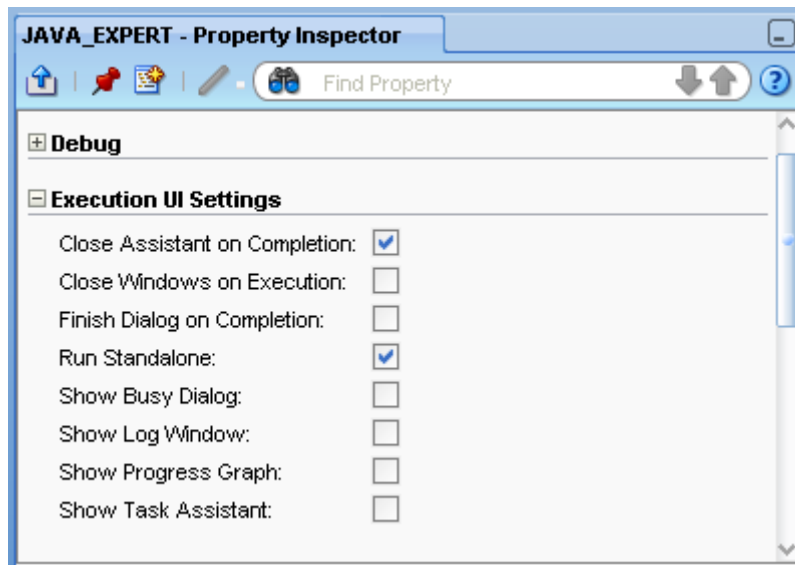 JAVA_EXPERT - Property Inspector
Find Property
Debug
Execution UI Settings
Close Assistant on Completion:
Close Windows on Execution:
Finish Dialog on Completion:
Run Standalone:
Show Busy Dialog:
Show Log Window:
Show Progress Graph:
Show Task Assistant: